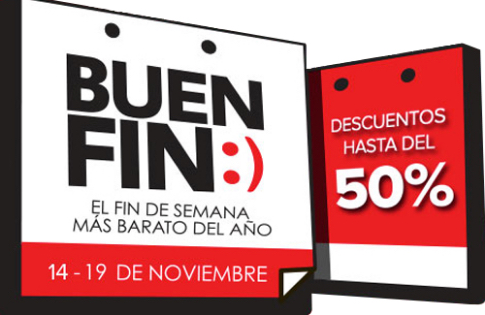 BUEN
FIN:)
EL FIN DE SEMANA
MÁS BARATO DEL AÑO
14 - 19 DE NOVIEMBRE
DESCUENTOS
HASTA DEL
50%